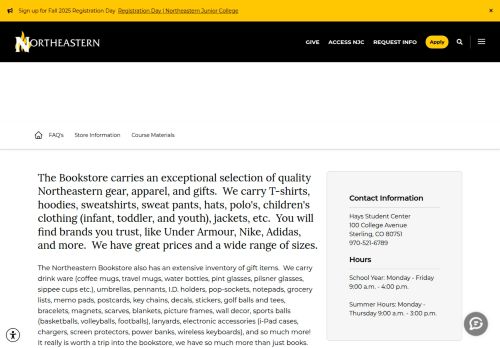 Sign up for Fall 2025 Registration Day Registration Day | Northeastern Junior College ×
NORTHEASTERN GIVE ACCESS NJC REQUEST INFO Apply
FAQ's Store Information Course Materials
The Bookstore carries an exceptional selection of quality
Northeastern gear, apparel, and gifts. We carry T-shirts,
hoodies, sweatshirts, sweat pants, hats, polo's, children's
clothing (infant, toddler, and youth), jackets, etc. You will
find brands you trust, like Under Armour, Nike, Adidas,
and more. We have great prices and a wide range of sizes.
The Northeastern Bookstore also has an extensive inventory of gift items. We carry
drink ware (coffee mugs, travel mugs, water bottles, pint glasses, pilsner glasses,
sippee cups etc.), umbrellas, pennants, I.D. holders, pop-sockets, notepads, grocery
lists, memo pads, postcards, key chains, decals, stickers, golf balls and tees,
bracelets, magnets, scarves, blankets, picture frames, wall decor, sports balls
(basketballs, volleyballs, footballs), lanyards, electronic accessories (i-Pad cases,
chargers, screen protectors, power banks, wireless keyboards), and so much more!
It really is worth a trip into the bookstore, we have so much more than just books.
Contact Information
Hays Student Center
100 College Avenue
Sterling, CO 80751
970-521-6789
Hours
School Year: Monday - Friday
9:00 a.m. - 4:00 p.m.
Summer Hours: Monday -
Thursday 9:00 a.m. - 3:00 p.m.